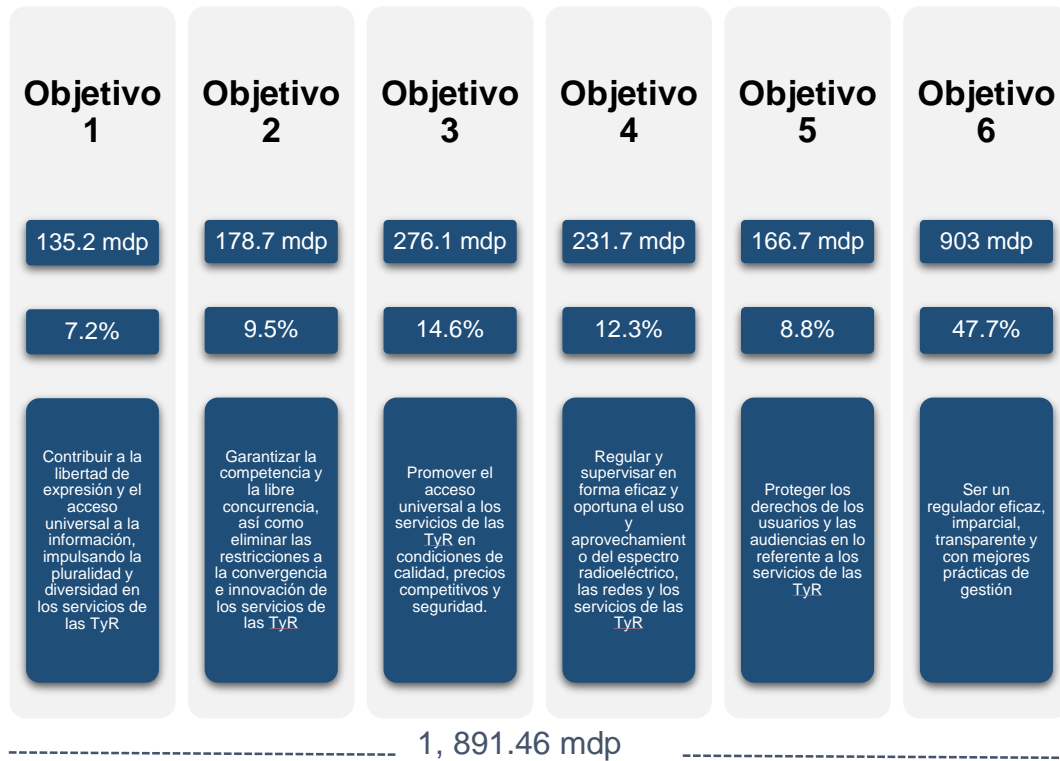 Objetivo
1
135.2 mdp
7.2%
Contribuir a la
libertad de
expresión y el
acceso
universal a la
información,
impulsando la
pluralidad y
diversidad en
los servicios de
las TyR
Objetivo
2
178.7 mdp
9.5%
Garantizar la
competencia y
la libre
concurrencia,
así como
eliminar las
restricciones a
la convergencia
e innovación de
los servicios de
las TyR
Objetivo
3
276.1 mdp
14.6%
Promover el
acceso
universal a los
servicios de las
TyR en
condiciones de
calidad, precios
competitivos y
seguridad.
Objetivo
4
231.7 mdp
12.3%
Regular y
supervisar en
forma eficaz y
oportuna el uso
y
aprovechamient
o del espectro
radioeléctrico,
las redes y los
servicios de las
TyR
Objetivo
5
166.7 mdp
8.8%
Proteger los
derechos de los
usuarios y las
audiencias en lo
referente a los
servicios de las
TyR
Objetivo
6
903 mdp
47.7%
Ser un
regulador eficaz,
imparcial,
transparente y
con mejores
prácticas de
gestión
1, 891.46 mdp